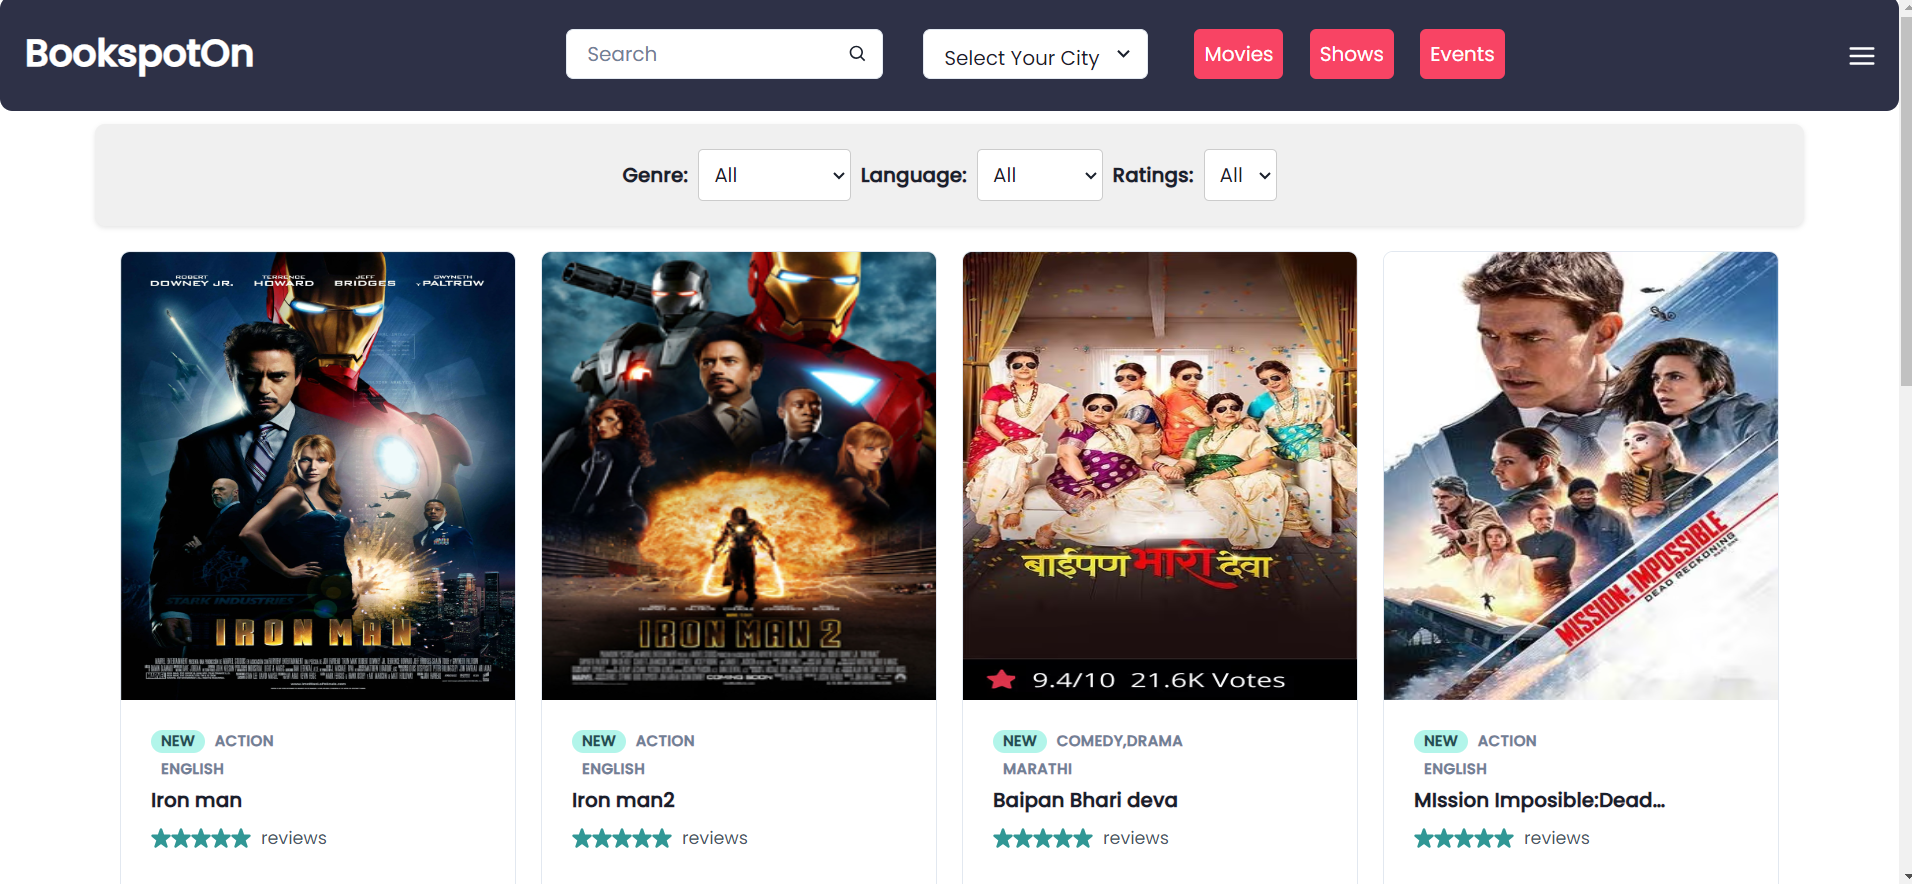 BookspotOn
Search
Select Your City
Movies
Shows
Events
Genre: All Language: All Ratings: All
ROBERT DOWNEY JR. TERRENCE HOWARD JEFF BRIDGES Y GWYNETH PALTROW
STARK INDUSTRIES
IRON MAN
IRON MAN 2
COMING SOON
बाईपण भारी देवा
9.4/10 21.6K Votes
MISSION: IMPOSSIBLE
DEAD RECKONING
PART ONE
NEW ACTION
ENGLISH
Iron man
reviews
NEW ACTION
ENGLISH
Iron man2
reviews
NEW COMEDY,DRAMA
MARATHI
Baipan Bhari deva
reviews
NEW ACTION
ENGLISH
MIssion Imposible:Dead...
reviews